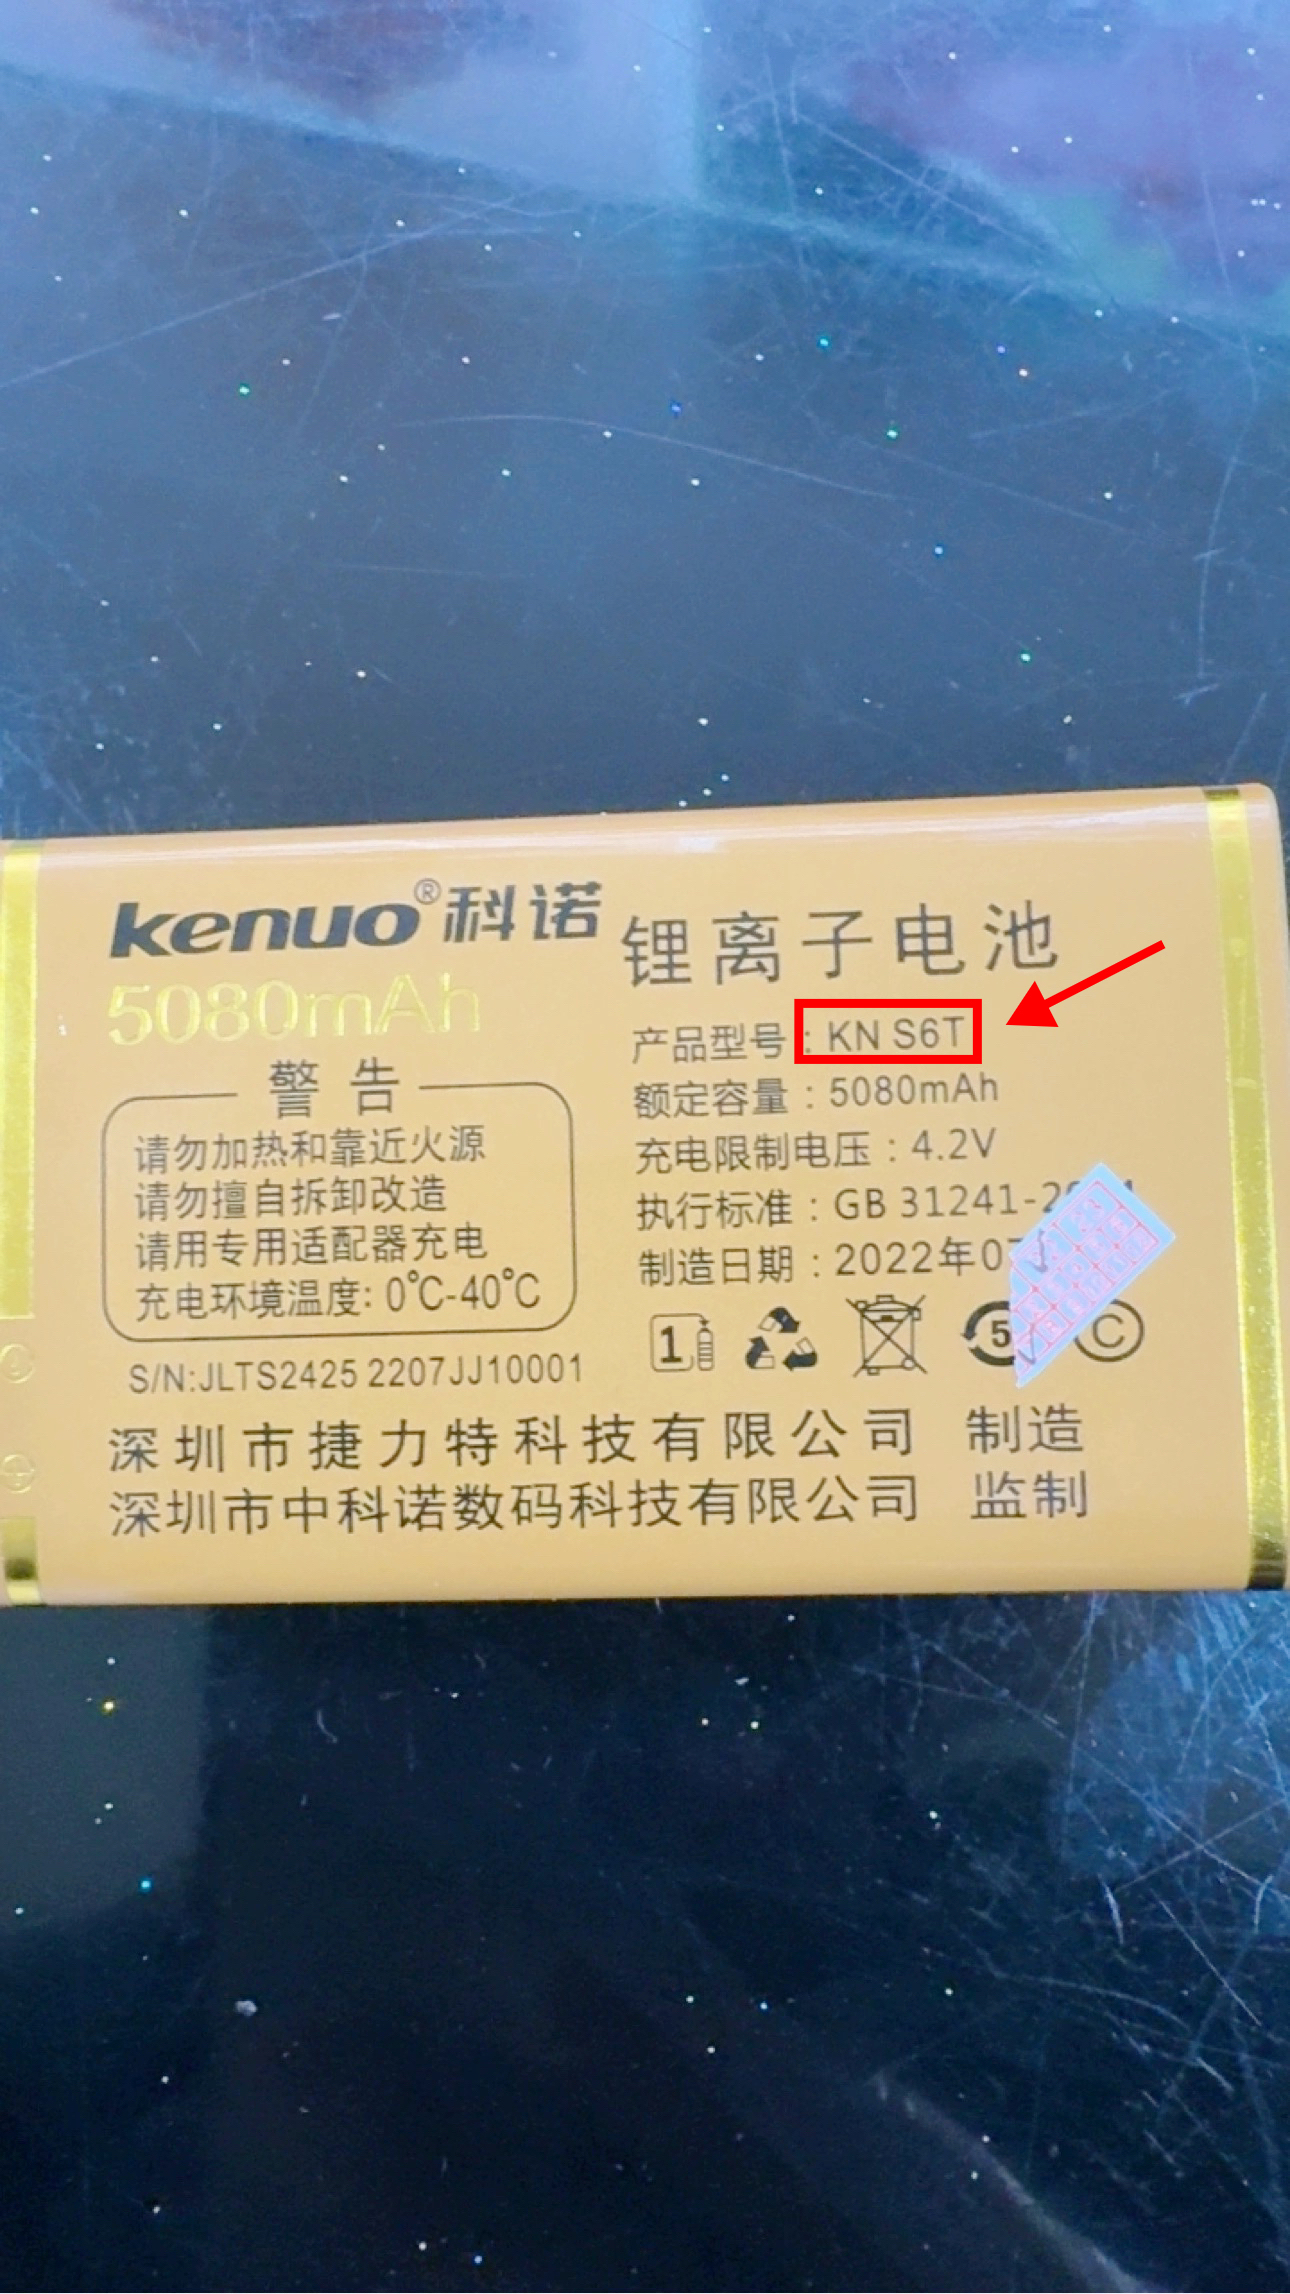 kenuo®科诺
5080mAh
警 告
请勿加热和靠近火源
请勿擅自拆卸改造
请用专用适配器充电
充电环境温度: 0℃-40℃
S/N:JLTS2425 2207JJ10001
锂离子电池
产品型号：KN S6T
额定容量：5080mAh
充电限制电压：4.2V
执行标准：GB 31241-
制造日期：2022年
1
5
C
深圳市捷力特科技有限公司 制造
深圳市中科诺数码科技有限公司 监制